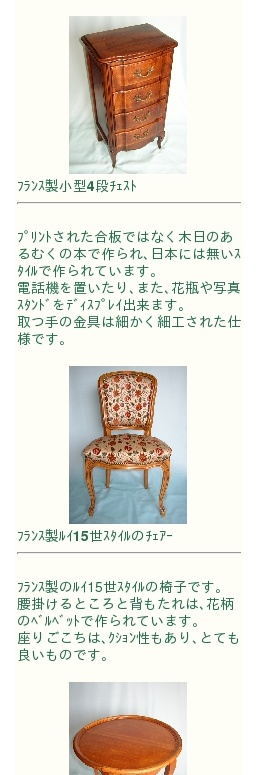 ﾌﾗﾝｽ製小型4段ﾁｪｽﾄ
ﾌﾟﾘﾝﾄされた合板ではなく木目のあ
るむくの本で作られ､日本には無いｽ
ﾀｲﾙで作られています。
電話機を置いたり､また､花瓶や写真
ｽﾀﾝﾄﾞをﾃﾞｨｽﾌﾟﾚｲ出来ます。
取つ手の金具は細かく細工された仕
様です。
ﾌﾗﾝｽ製ﾙｲ15世ｽﾀｲﾙのﾁｪｱｰ
ﾌﾗﾝｽ製のﾙｲ15世ｽﾀｲﾙの椅子です。
腰掛けるところと背もたれは､花柄
のﾍﾞﾙﾍﾞｯﾄで作られています。
座りごこちは､ｸｼｮﾝ性もあり､とても
良いものです。